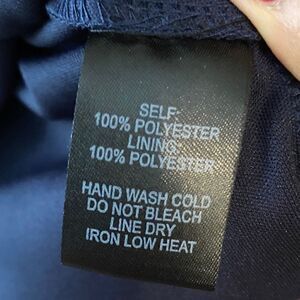 SELF:
100% POLYESTER
LINING:
100% POLYESTER
HAND WASH COLD
DO NOT BLEACH
LINE DRY
IRON LOW HEAT